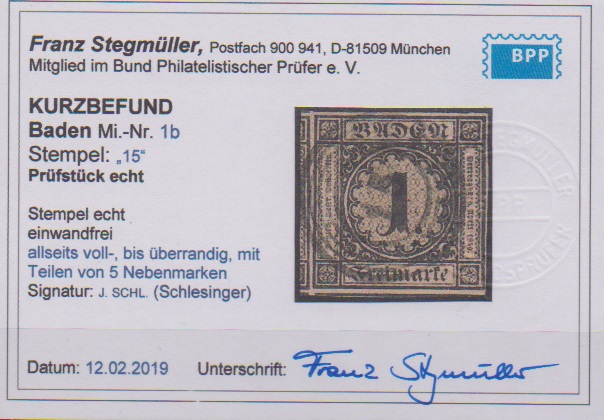 Franz Stegmüller, Postfach 900 941, D-81509 München
Mitglied im Bund Philatelistischer Prüfer e. V.
BPP
KURZBEFUND
Baden Mi.-Nr. 1b
Stempel: „15“
Prüfstück echt
Stempel echt
einwandfrei
allseits voll-, bis überrandig, mit
Teilen von 5 Nebenmarken
Signatur: J. SCHL. (Schlesinger)
BADEN
1
Freimarke
Datum: 12.02.2019 Unterschrift: Franz Stegmüller